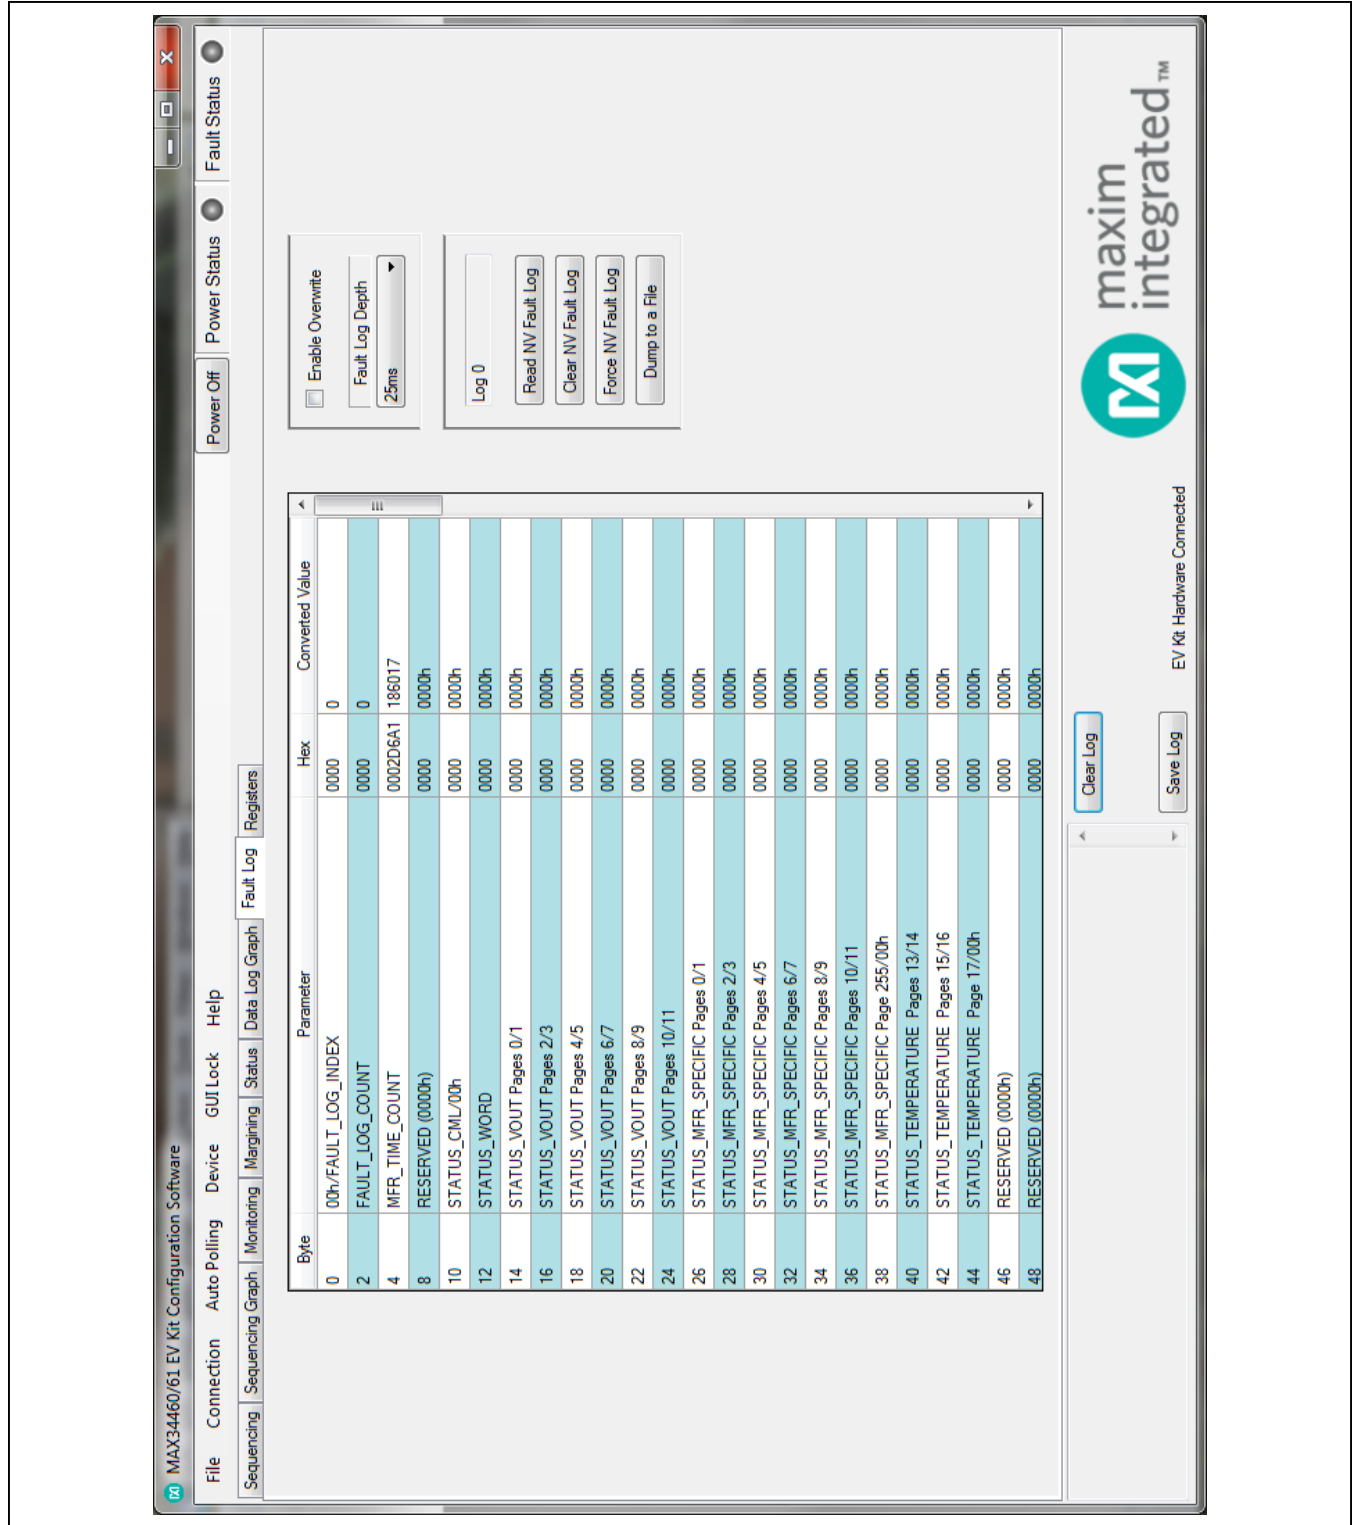 MAX34460/61 EV Kit Configuration Software
File Connection Auto Polling Device GUI Lock Help Power Off Power Status Fault Status
Sequencing Sequencing Graph Monitoring Margining Status Data Log Graph Fault Log Registers
Byte Parameter Hex Converted Value
0 00h/FAULT_LOG_INDEX 0000 0
2 FAULT_LOG_COUNT 0000 0
4 MFR_TIME_COUNT 0002D6A1 186017
8 RESERVED (0000h) 0000 0000h
10 STATUS_CML/00h 0000 0000h
12 STATUS_WORD 0000 0000h
14 STATUS_VOUT Pages 0/1 0000 0000h
16 STATUS_VOUT Pages 2/3 0000 0000h
18 STATUS_VOUT Pages 4/5 0000 0000h
20 STATUS_VOUT Pages 6/7 0000 0000h
22 STATUS_VOUT Pages 8/9 0000 0000h
24 STATUS_VOUT Pages 10/11 0000 0000h
26 STATUS_MFR_SPECIFIC Pages 0/1 0000 0000h
28 STATUS_MFR_SPECIFIC Pages 2/3 0000 0000h
30 STATUS_MFR_SPECIFIC Pages 4/5 0000 0000h
32 STATUS_MFR_SPECIFIC Pages 6/7 0000 0000h
34 STATUS_MFR_SPECIFIC Pages 8/9 0000 0000h
36 STATUS_MFR_SPECIFIC Pages 10/11 0000 0000h
38 STATUS_MFR_SPECIFIC Page 255/00h 0000 0000h
40 STATUS_TEMPERATURE Pages 13/14 0000 0000h
42 STATUS_TEMPERATURE Pages 15/16 0000 0000h
44 STATUS_TEMPERATURE Page 17/00h 0000 0000h
46 RESERVED (0000h) 0000 0000h
48 RESERVED (0000h) 0000 0000h
Enable Overwrite
Fault Log Depth
25ms
Log 0
Read NV Fault Log
Clear NV Fault Log
Force NV Fault Log
Dump to a File
Clear Log
Save Log
EV Kit Hardware Connected
maxim
integrated™